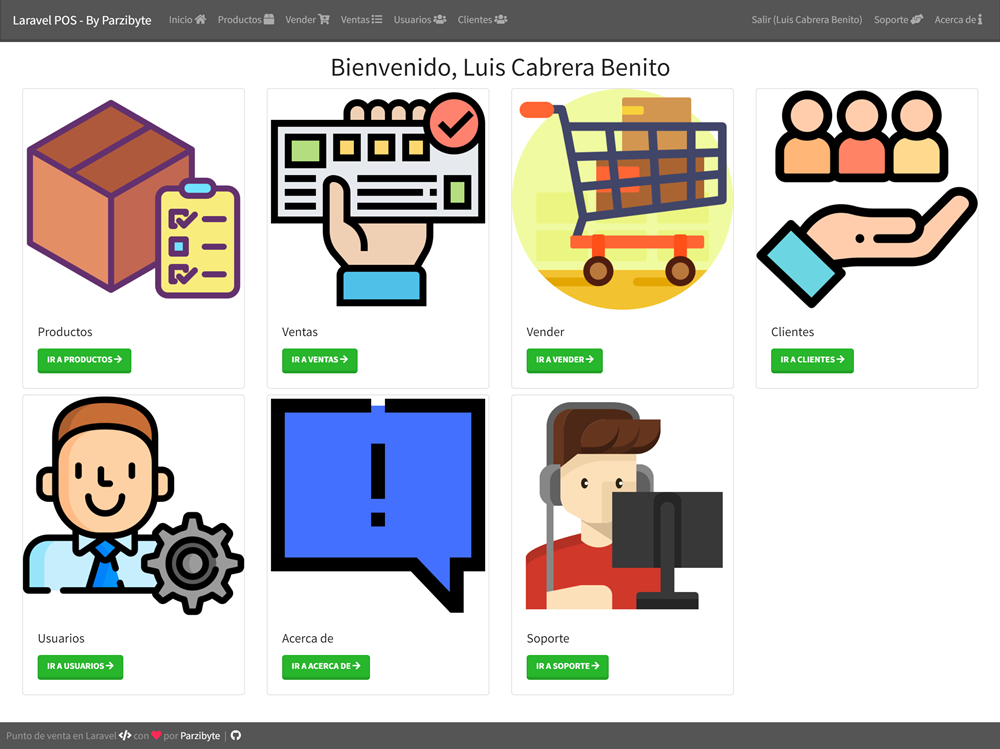 Laravel POS - By Parzibyte Inicio Productos Vender Ventas Usuarios Clientes Salir (Luis Cabrera Benito) Soporte Acerca de
Bienvenido, Luis Cabrera Benito
Productos
IR A PRODUCTOS
Ventas
IR A VENTAS
Vender
IR A VENDER
Clientes
IR A CLIENTES
Usuarios
IR A USUARIOS
Acerca de
IR A ACERCA DE
Soporte
IR A SOPORTE
Punto de venta en Laravel </> con ❤ por Parzibyte |